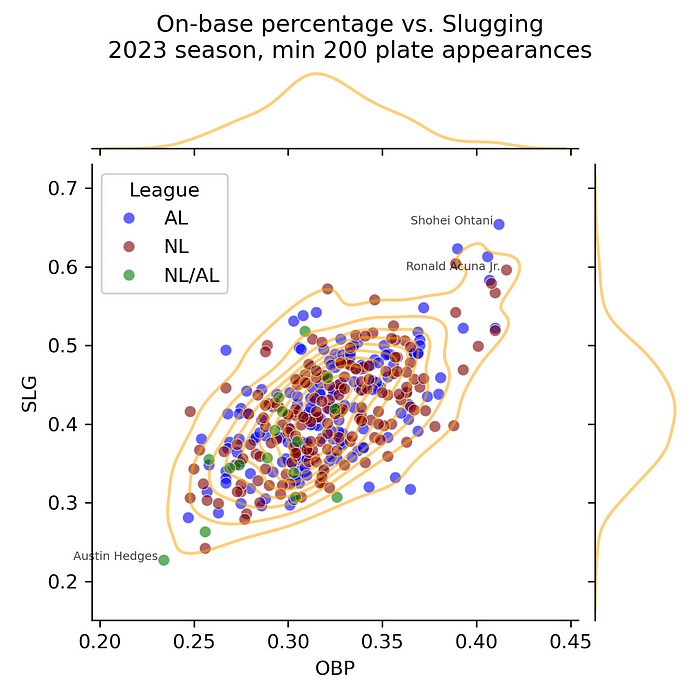 On-base percentage vs. Slugging
2023 season, min 200 plate appearances
0.7
League
AL
NL
NL/AL
Shohei Ohtani
0.6
Ronald Acuna Jr.
0.5
SLG
0.4
0.3
Austin Hedges
0.2
0.20 0.25 0.30 0.35 0.40 0.45
OBP